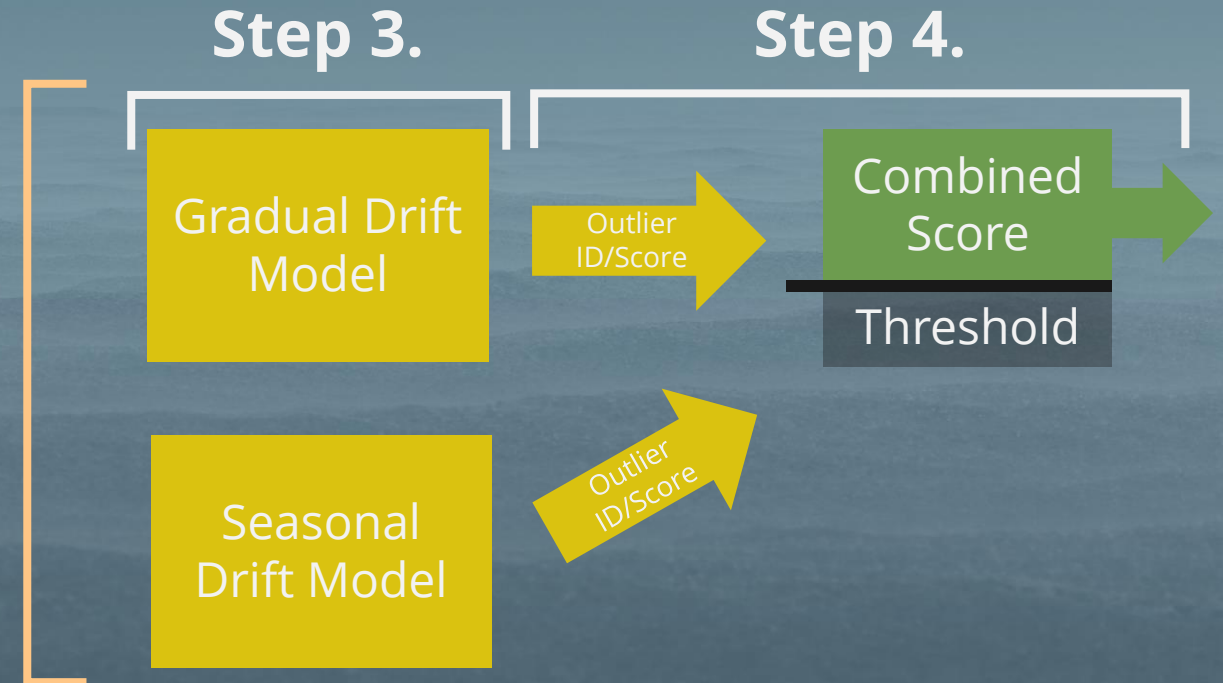 Step 3.
Step 4.
Gradual Drift
Model
Outlier
ID/Score
Combined
Score
Threshold
Seasonal
Drift Model
Outlier
ID/Score